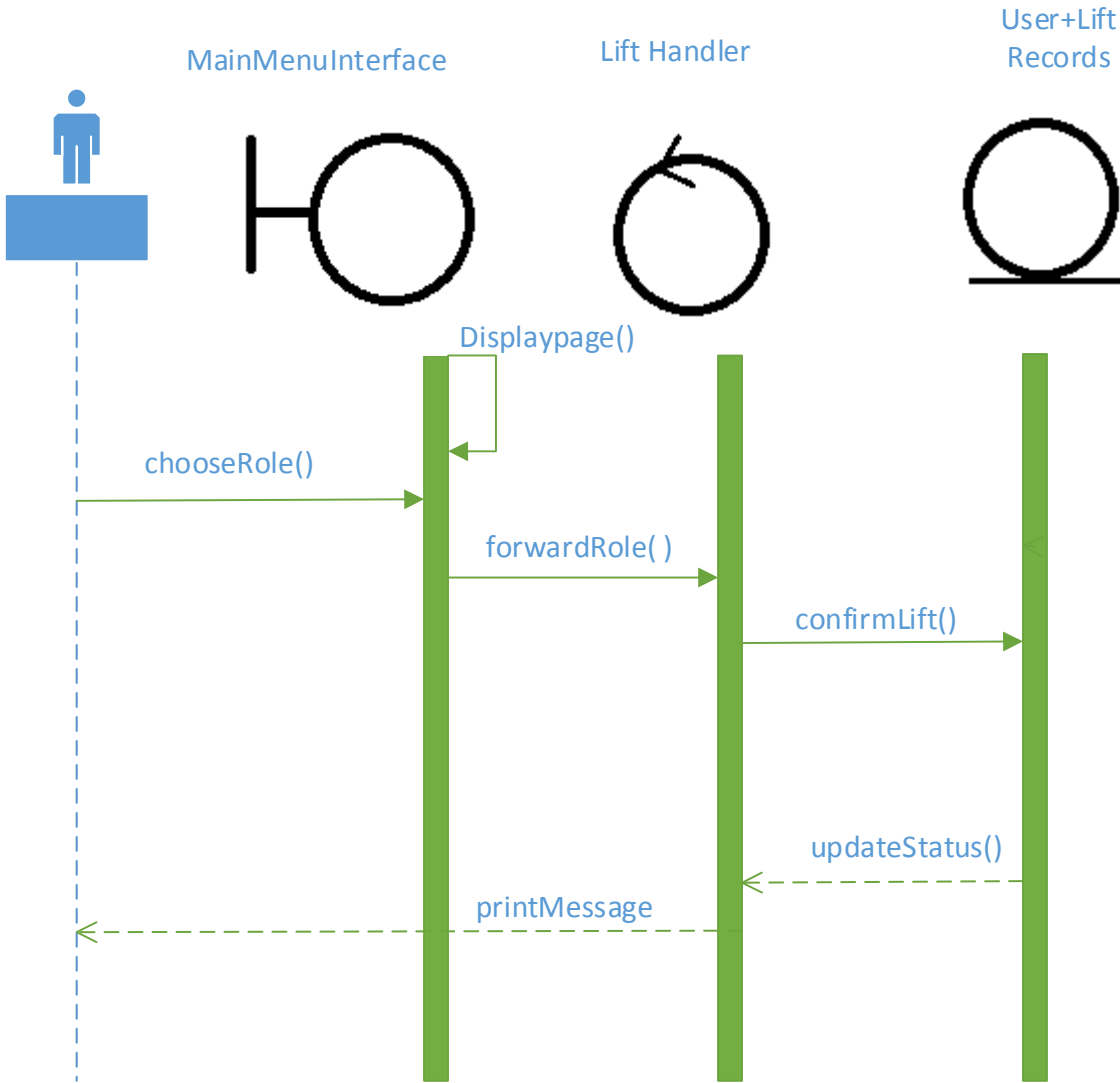 User+Lift
Records
Lift Handler
MainMenuInterface
Displaypage()
chooseRole()
forwardRole( )
confirmLift()
updateStatus()
printMessage